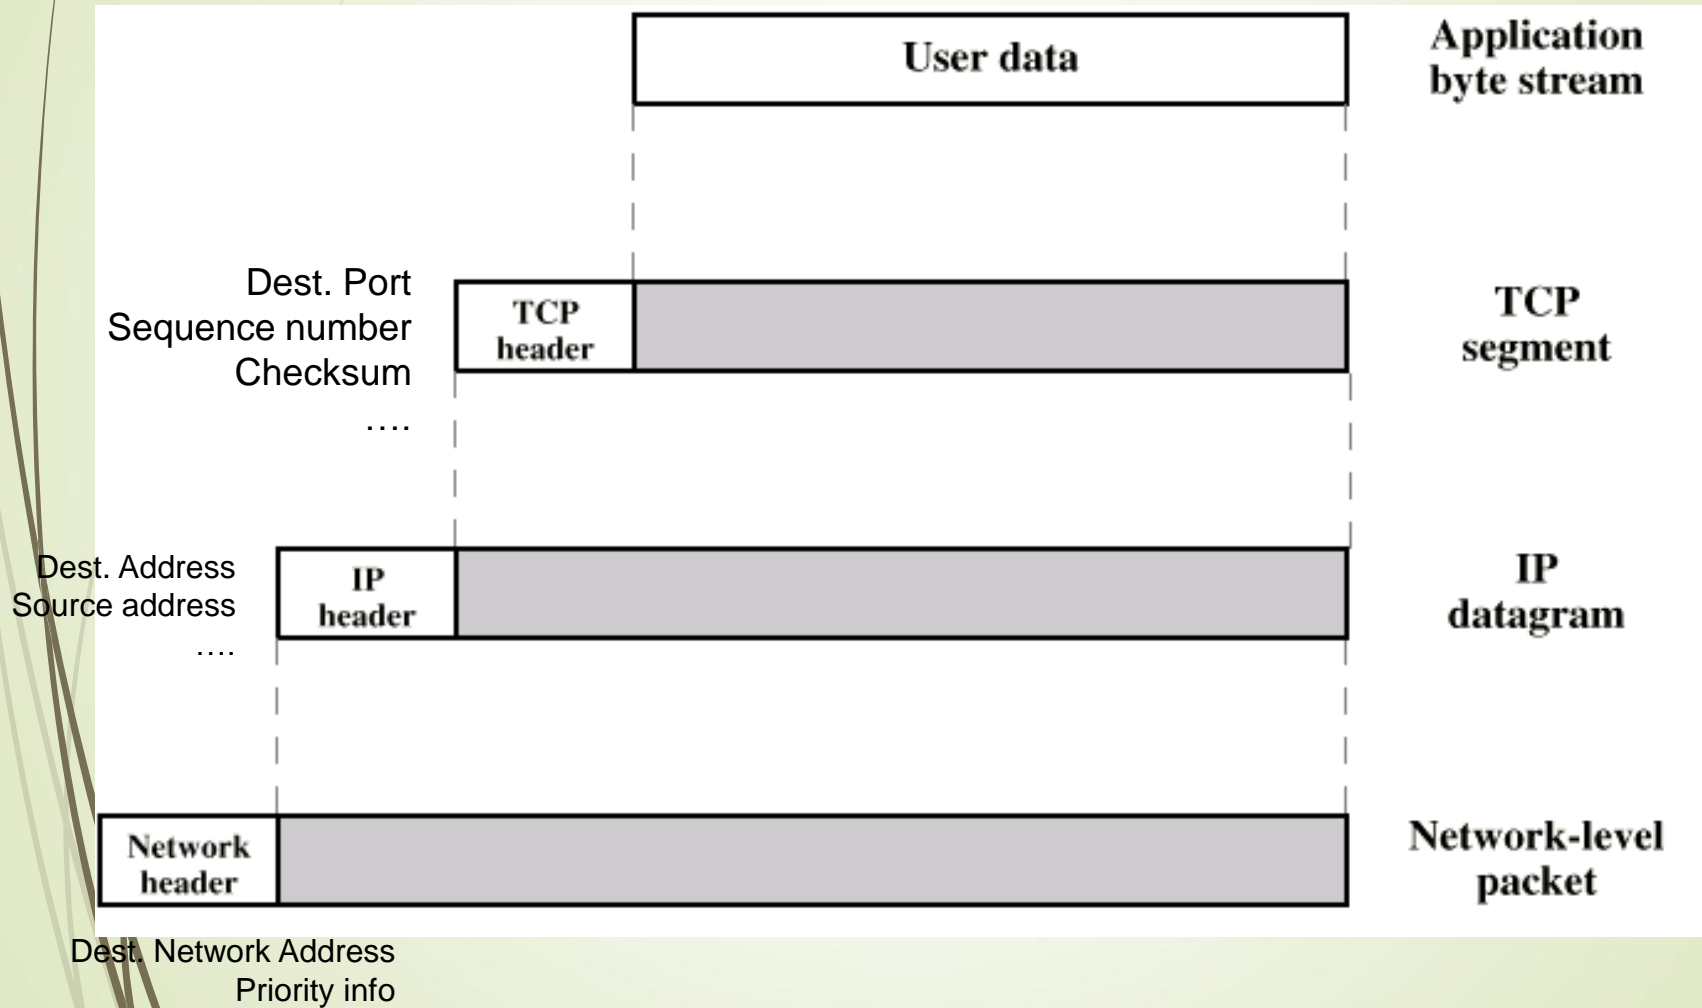 User data
Application
byte stream
Dest. Port
Sequence number
Checksum
….
TCP
header
TCP
segment
Dest. Address
Source address
….
IP
header
IP
datagram
Network
header
Network-level
packet
Dest. Network Address
Priority info